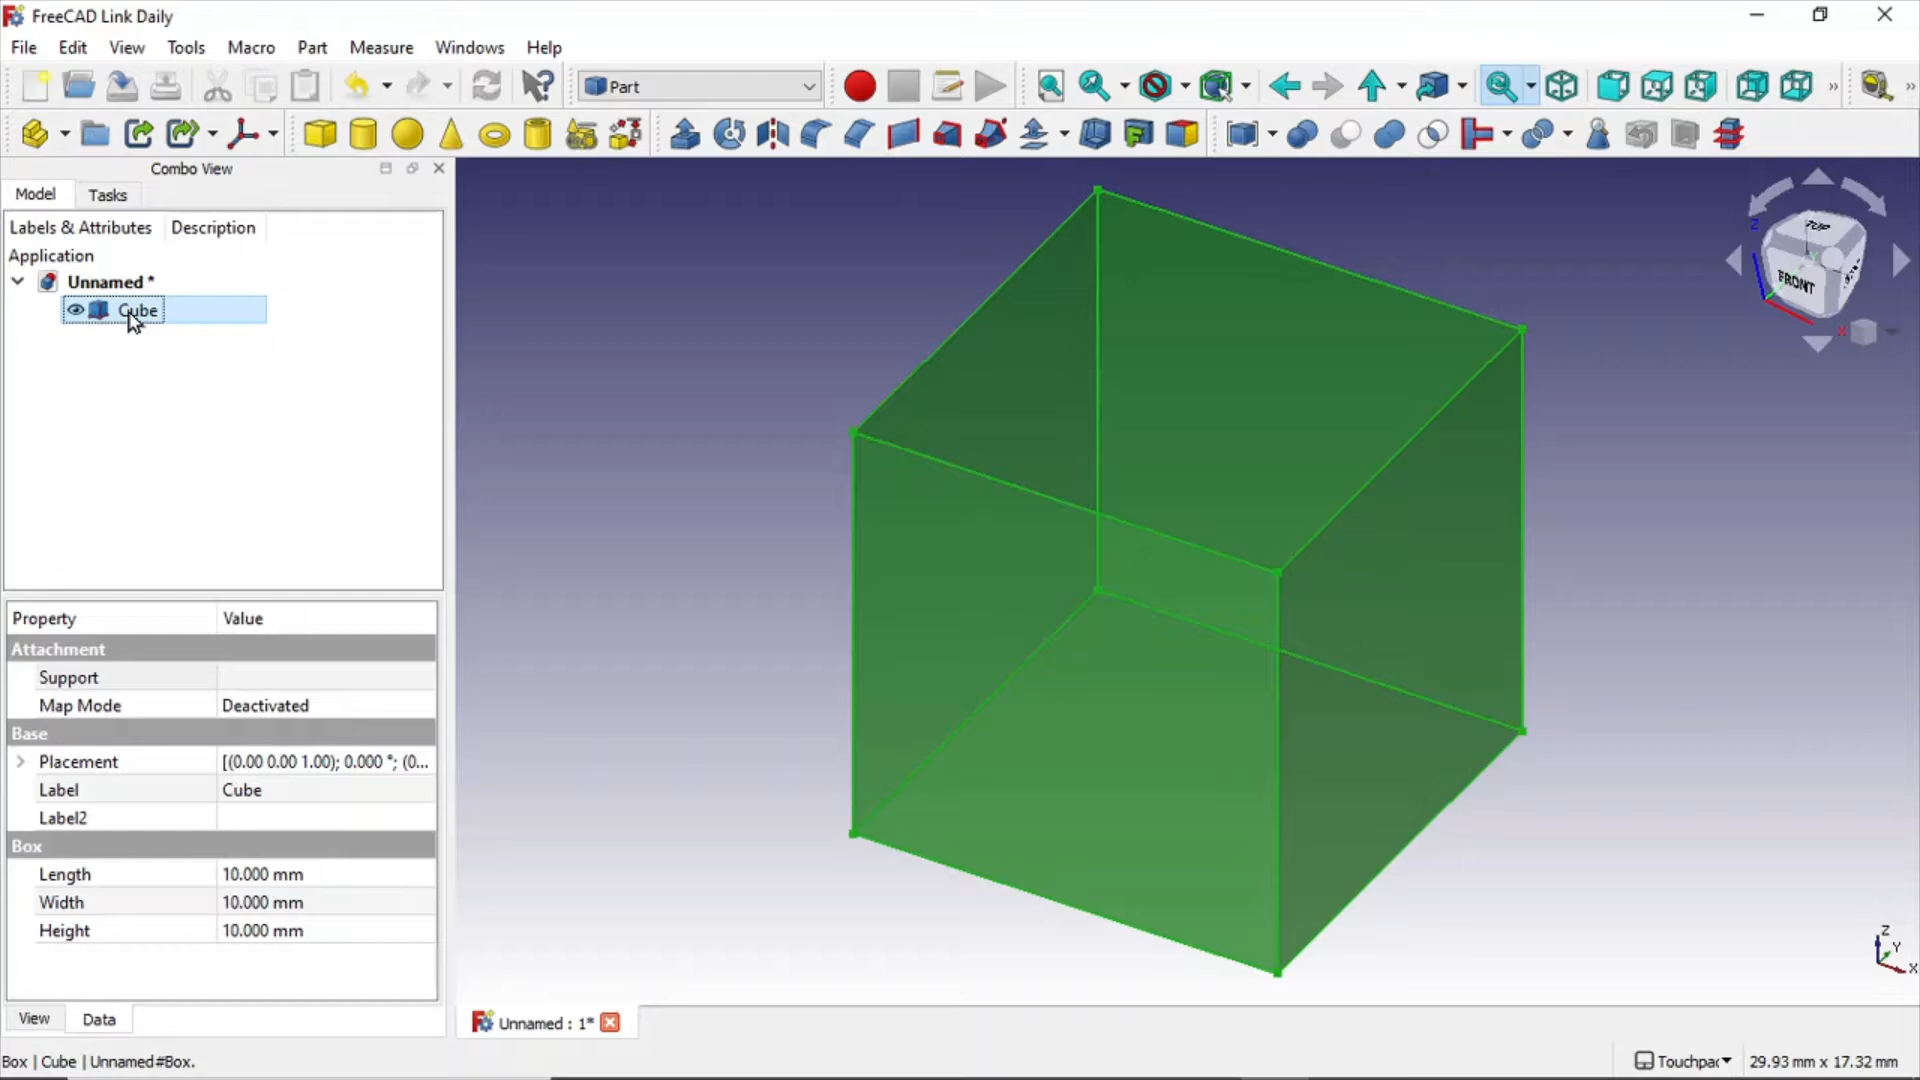 FreeCAD Link Daily
File Edit View Tools Macro Part Measure Windows Help
Part
Combo View
Model Tasks
Labels & Attributes Description
Application
Unnamed *
Cube
Property Value
Attachment
Support
Map Mode Deactivated
Base
Placement [(0.00 0.00 1.00); 0.000 °; (0...
Label Cube
Label2
Box
Length 10.000 mm
Width 10.000 mm
Height 10.000 mm
View Data
TOP
FRONT
Z
X
Z
Y
X
Unnamed : 1*
Box | Cube | Unnamed#Box.
Touchpad
29.93 mm x 17.32 mm